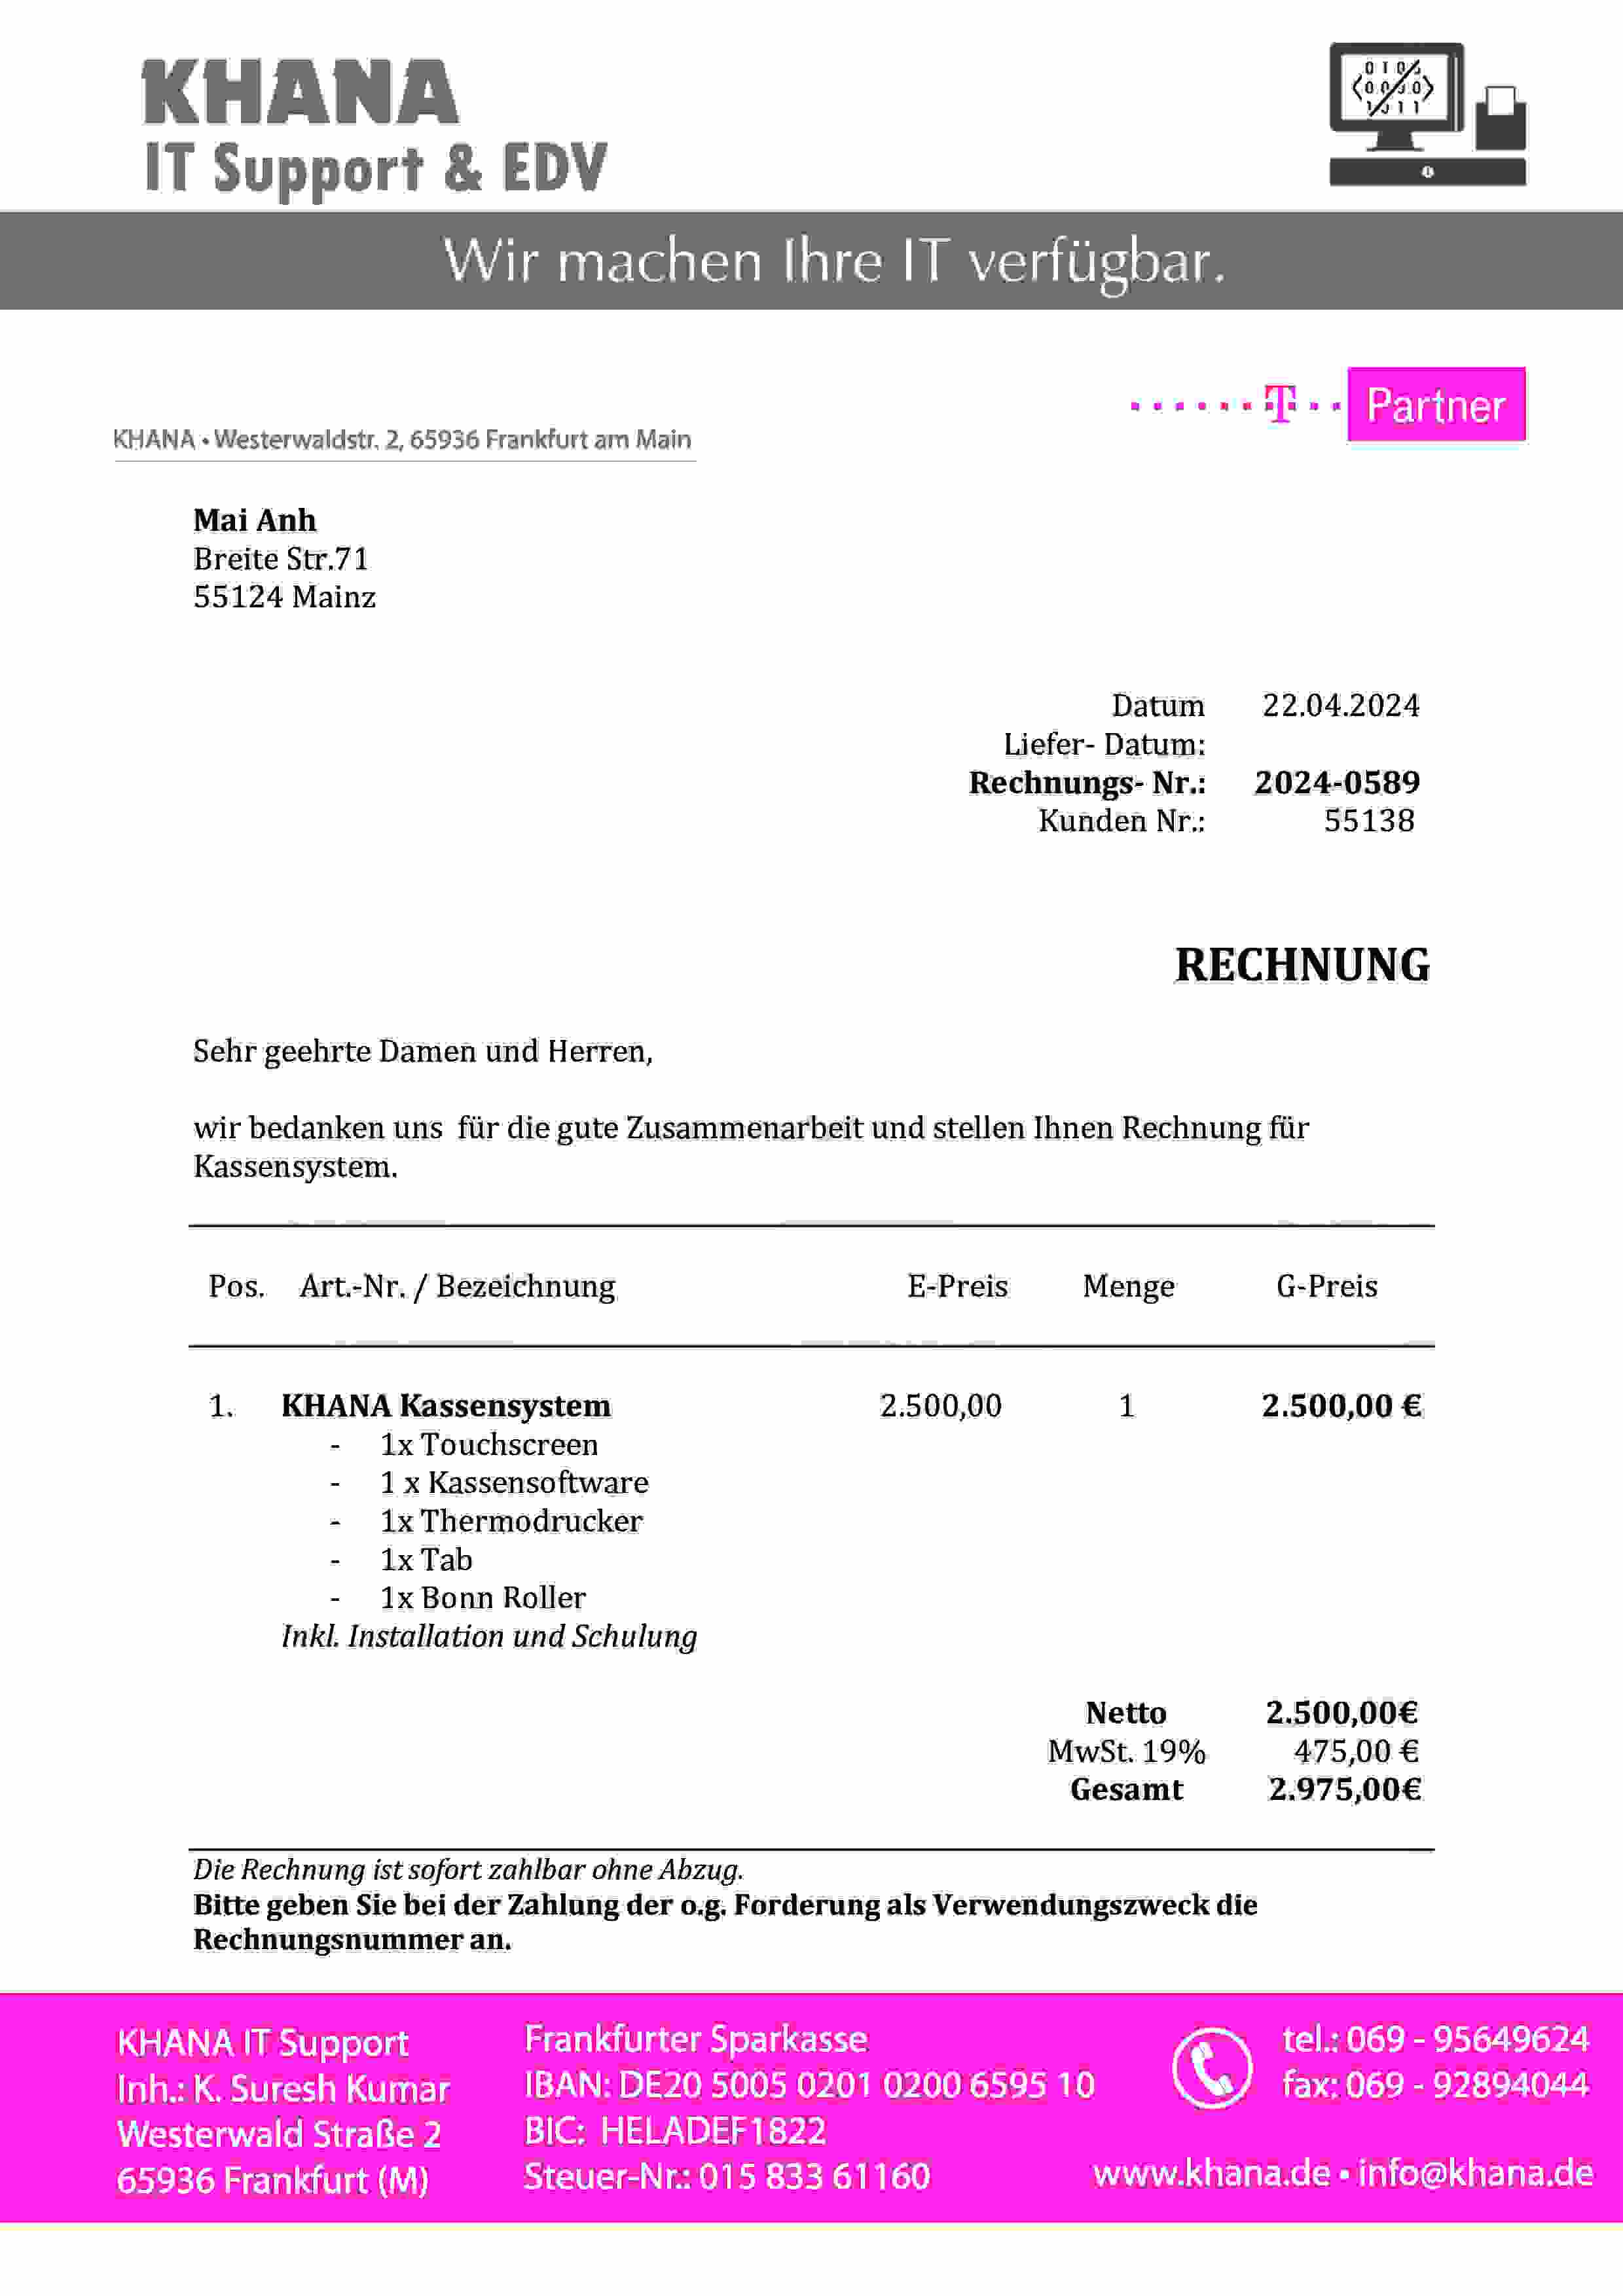 KHANA
IT Support & EDV
Wir machen Ihre IT verfügbar.
T Partner
KHANA • Westerwaldstr. 2, 65936 Frankfurt am Main
Mai Anh
Breite Str.71
55124 Mainz
Datum 22.04.2024
Liefer- Datum:
Rechnungs- Nr.: 2024-0589
Kunden Nr.: 55138
RECHNUNG
Sehr geehrte Damen und Herren,
wir bedanken uns für die gute Zusammenarbeit und stellen Ihnen Rechnung für
Kassensystem.
Pos. Art.-Nr. / Bezeichnung E-Preis Menge G-Preis
1. KHANA Kassensystem 2.500,00 1 2.500,00 €
- 1x Touchscreen
- 1 x Kassensoftware
- 1x Thermodrucker
- 1x Tab
- 1x Bonn Roller
Inkl. Installation und Schulung
Netto 2.500,00€
MwSt. 19% 475,00 €
Gesamt 2.975,00€
Die Rechnung ist sofort zahlbar ohne Abzug.
Bitte geben Sie bei der Zahlung der o.g. Forderung als Verwendungszweck die
Rechnungsnummer an.
KHANA IT Support
Inh.: K. Suresh Kumar
Westerwald Straße 2
65936 Frankfurt (M)
Frankfurter Sparkasse
IBAN: DE20 5005 0201 0200 6595 10
BIC: HELADEF1822
Steuer-Nr.: 015 833 61160
tel.: 069 - 95649624
fax: 069 - 92894044
www.khana.de • info@khana.de